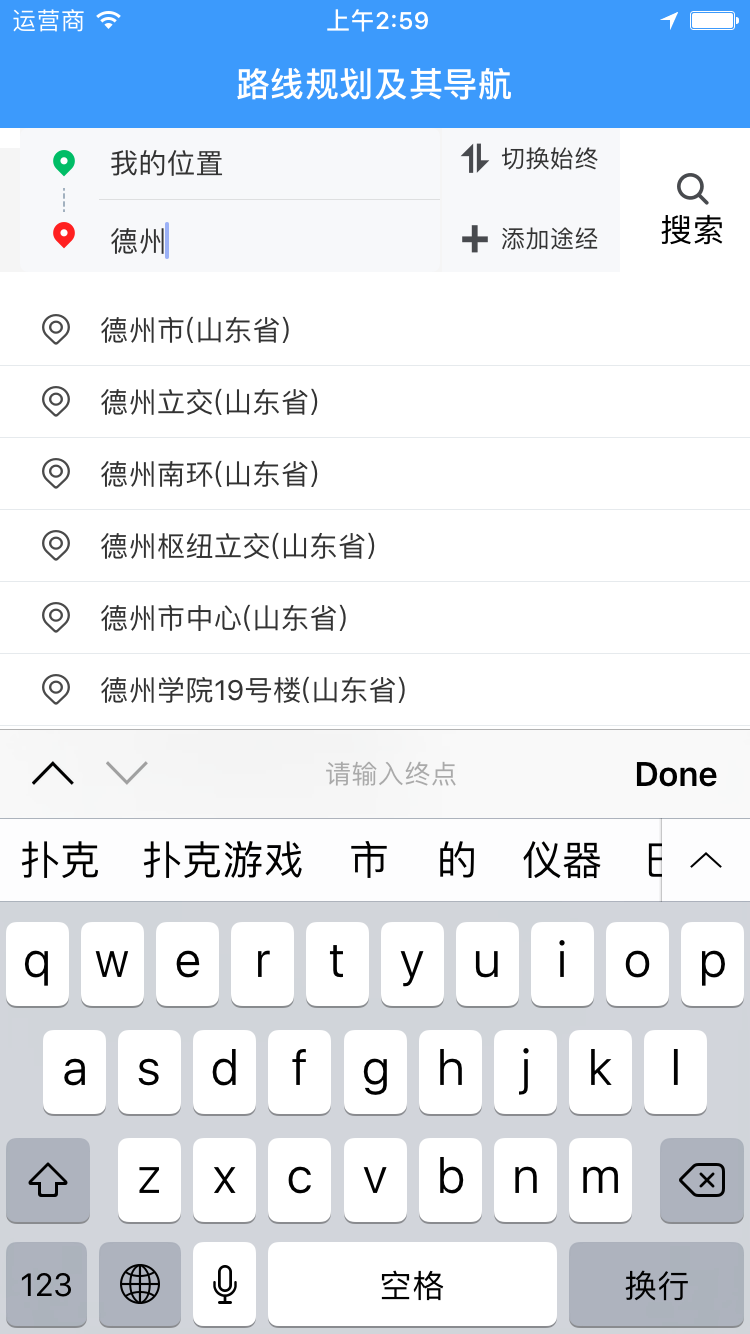 运营商 上午2:59
路线规划及其导航
我的位置 切换始终
德州 添加途经
搜索
德州市(山东省)
德州立交(山东省)
德州南环(山东省)
德州枢纽立交(山东省)
德州市中心(山东省)
德州学院19号楼(山东省)
请输入终点 Done
扑克 扑克游戏 市 的 仪器
q w e r t y u i o p
a s d f g h j k l
z x c v b n m
123 空格 换行